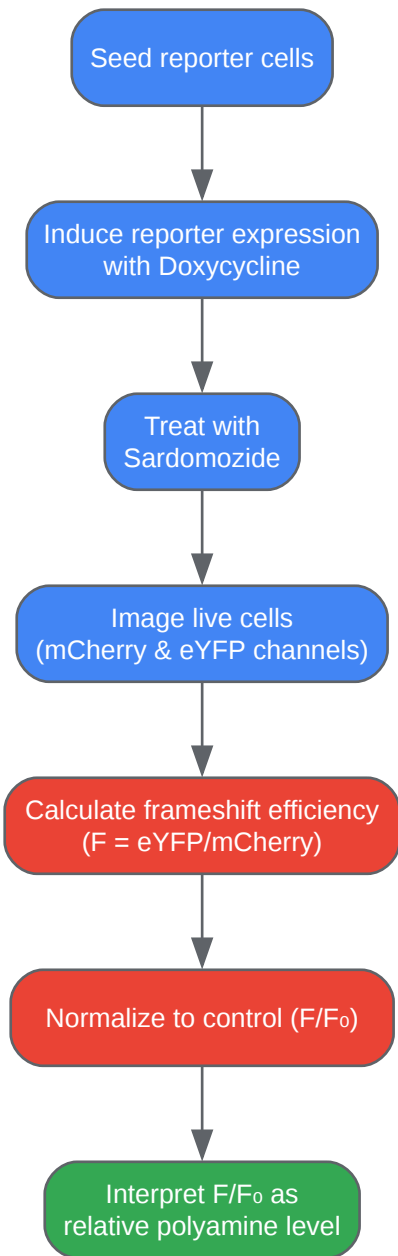 Seed reporter cells
Induce reporter expression
with Doxycycline
Treat with
Sardomozide
Image live cells
(mCherry & eYFP channels)
Calculate frameshift efficiency
(F = eYFP/mCherry)
Normalize to control (F/F₀)
Interpret F/F₀ as
relative polyamine level